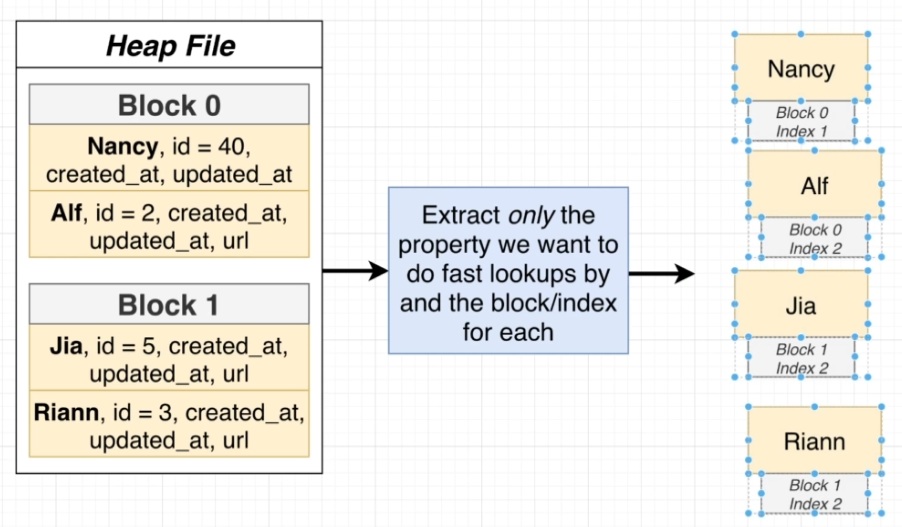 Heap File
Block 0
Nancy, id = 40,
created_at, updated_at
Alf, id = 2, created_at,
updated_at, url
Block 1
Jia, id = 5, created_at,
updated_at, url
Riann, id = 3, created_at,
updated_at, url
Extract only the
property we want to
do fast lookups by
and the block/index
for each
Nancy
Block 0
Index 1
Alf
Block 0
Index 2
Jia
Block 1
Index 2
Riann
Block 1
Index 2